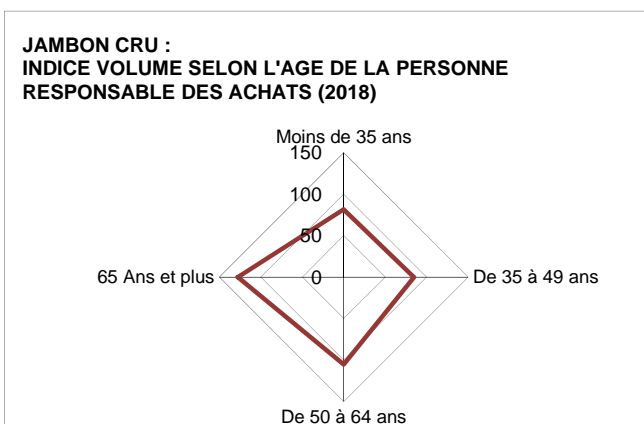 JAMBON CRU :
INDICE VOLUME SELON L'AGE DE LA PERSONNE
RESPONSABLE DES ACHATS (2018)
Moins de 35 ans
150
100
50
65 Ans et plus
0
De 35 à 49 ans
De 50 à 64 ans